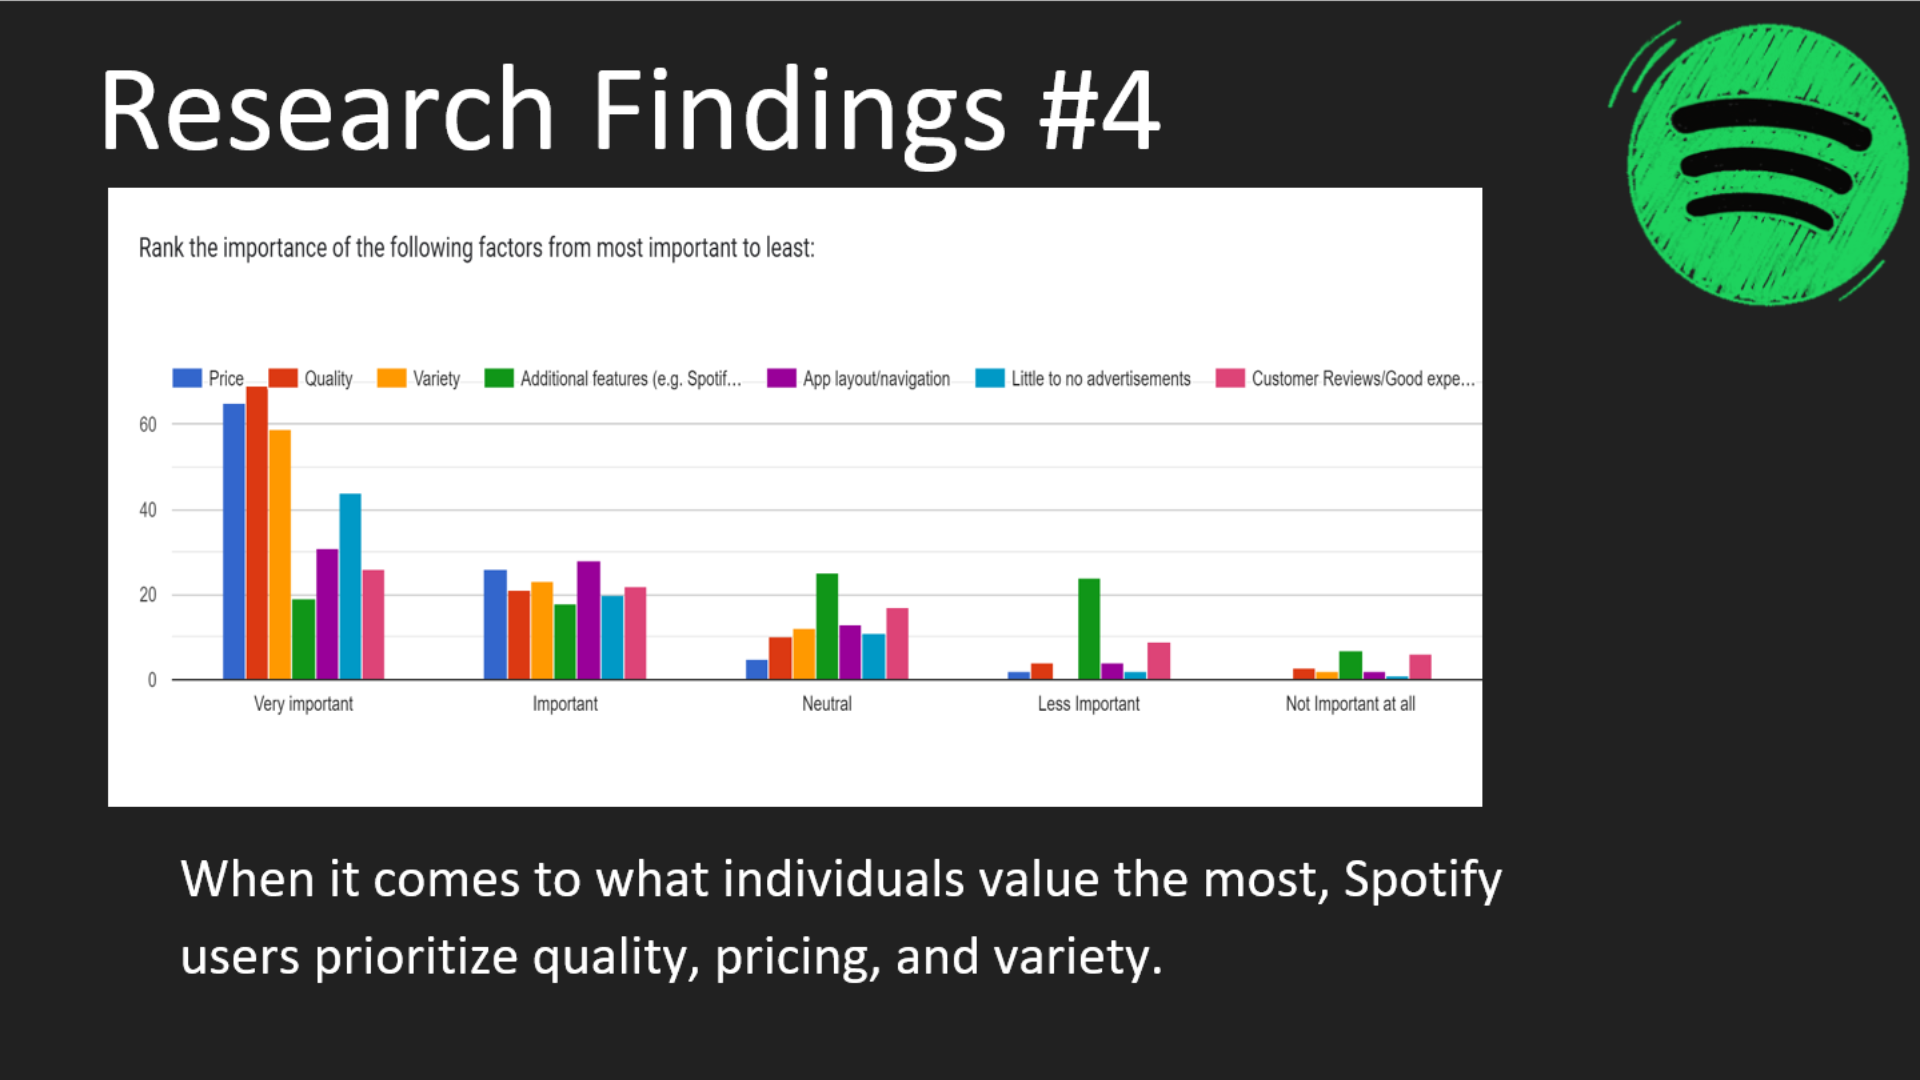 Research Findings #4
Rank the importance of the following factors from most important to least:
Price Quality Variety Additional features (e.g. Spotif... App layout/navigation Little to no advertisements Customer Reviews/Good expe...
60
40
20
0
Very important Important Neutral Less Important Not Important at all
When it comes to what individuals value the most, Spotify
users prioritize quality, pricing, and variety.